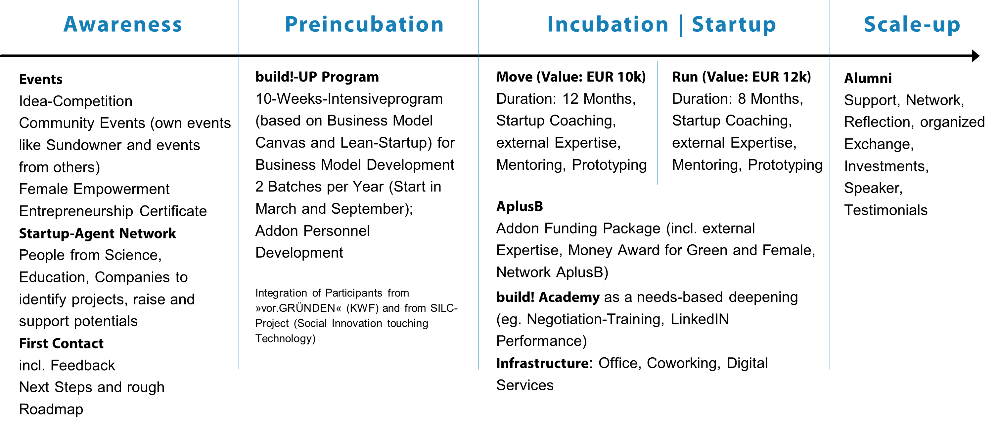 Awareness
Preincubation
Incubation | Startup
Scale-up
Events
Idea-Competition
Community Events (own events
like Sundowner and events
from others)
Female Empowerment
Entrepreneurship Certificate
Startup-Agent Network
People from Science,
Education, Companies to
identify projects, raise and
support potentials
First Contact
incl. Feedback
Next Steps and rough
Roadmap
build!-UP Program
10-Weeks-Intensiveprogram
(based on Business Model
Canvas and Lean-Startup) for
Business Model Development
2 Batches per Year (Start in
March and September);
Addon Personnel
Development
Integration of Participants from
»vor.GRÜNDEN« (KWF) and from SILC-
Project (Social Innovation touching
Technology)
Move (Value: EUR 10k)
Duration: 12 Months,
Startup Coaching,
external Expertise,
Mentoring, Prototyping
Run (Value: EUR 12k)
Duration: 8 Months,
Startup Coaching,
external Expertise,
Mentoring, Prototyping
AplusB
Addon Funding Package (incl. external
Expertise, Money Award for Green and Female,
Network AplusB)
build! Academy as a needs-based deepening
(eg. Negotiation-Training, LinkedIN
Performance)
Infrastructure: Office, Coworking, Digital
Services
Alumni
Support, Network,
Reflection, organized
Exchange,
Investments,
Speaker,
Testimonials